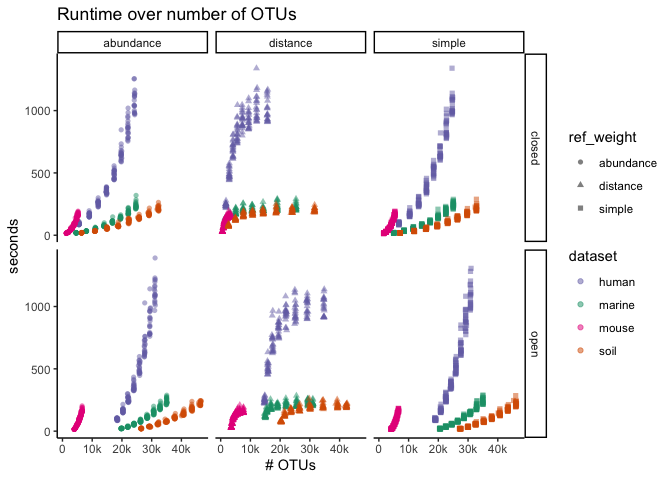 Runtime over number of OTUs
abundance distance simple
1000
500
0
closed
1000
500
0
open
seconds
0 10k 20k 30k 40k 0 10k 20k 30k 40k 0 10k 20k 30k 40k
# OTUs
ref_weight
abundance
distance
simple
dataset
human
marine
mouse
soil